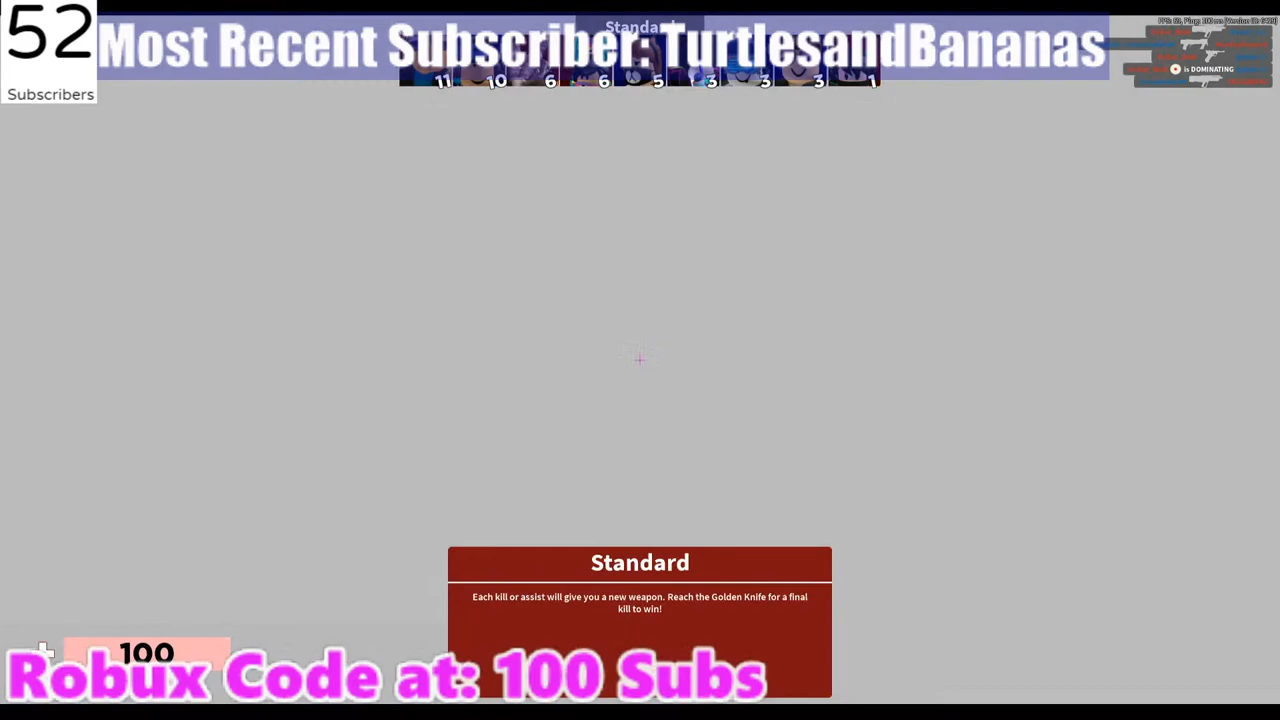 52
Subscribers
Most Recent Subscriber: TurtlesandBananas
Standard
11 10 6 6 5 3 3 3 1
is DOMINATING
Standard
Each kill or assist will give you a new weapon. Reach the Golden Knife for a final
kill to win!
100
Robux Code at: 100 Subs